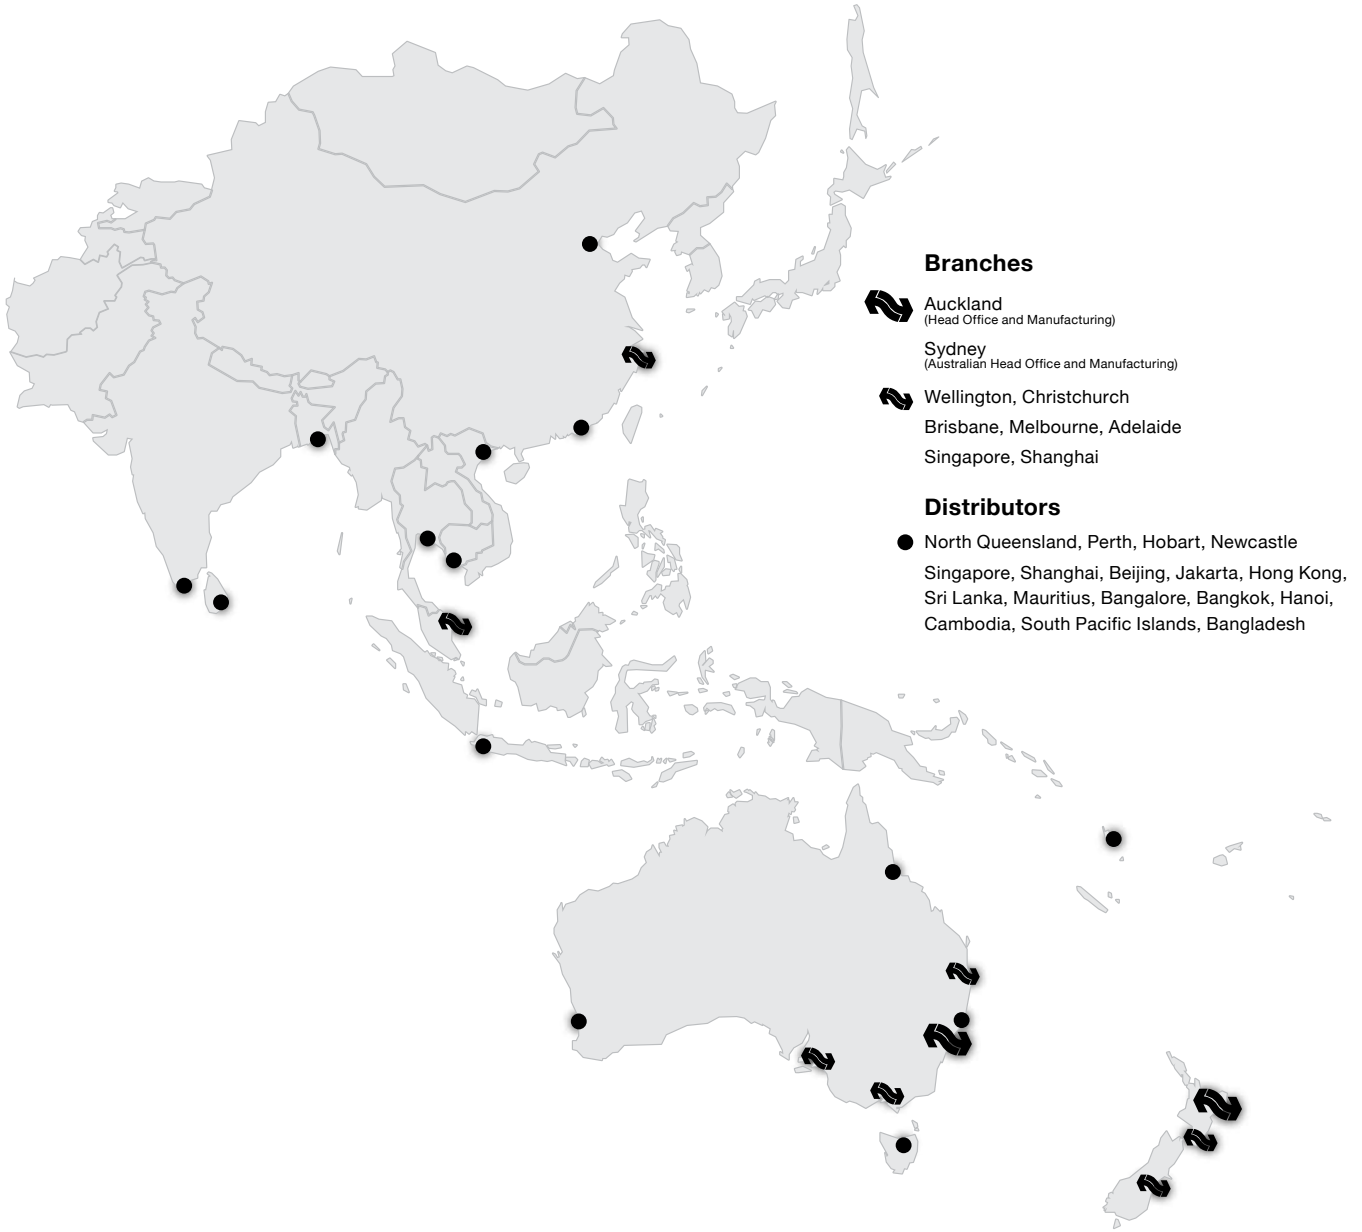 Branches
Auckland
(Head Office and Manufacturing)
Sydney
(Australian Head Office and Manufacturing)
Wellington, Christchurch
Brisbane, Melbourne, Adelaide
Singapore, Shanghai
Distributors
North Queensland, Perth, Hobart, Newcastle
Singapore, Shanghai, Beijing, Jakarta, Hong Kong,
Sri Lanka, Mauritius, Bangalore, Bangkok, Hanoi,
Cambodia, South Pacific Islands, Bangladesh